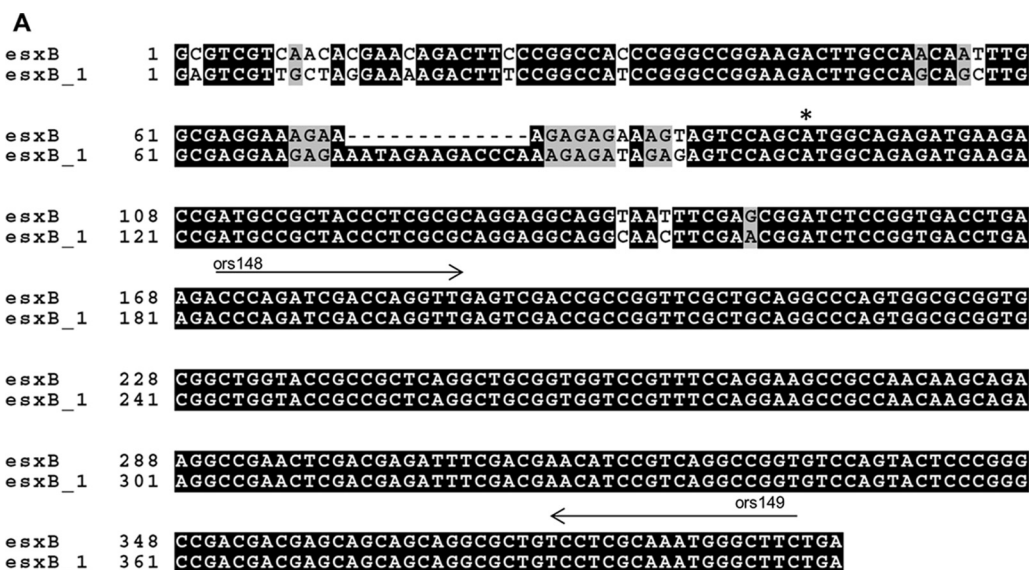 A
esxB 1 GCGTCGTCAACACGAACAGACTTCCCGGCCACCCGGGCCGGAAGACTTGCCAACAATTTG
esxB_1 1 GAGTCGTTGCTAGGAAAAGACTTTCCGGCCATCCGGGCCGGAAGACTTGCCAGCAGCTTG
*
esxB 61 GCGAGGAAAGAA-------------AGAGAGAAAGTAGTCCAGCATGGCAGAGATGAAGA
esxB_1 61 GCGAGGAAGAGAAATAGAAGACCCAAAGAGATAGAGAGTCCAGCATGGCAGAGATGAAGA
esxB 108 CCGATGCCGCTACCCTCGCGCAGGAGGCAGGTAATTTCGAGCGGATCTCCGGTGACCTGA
esxB_1 121 CCGATGCCGCTACCCTCGCGCAGGAGGCAGGCAACTTCGAACGGATCTCCGGTGACCTGA
ors148
esxB 168 AGACCCAGATCGACCAGGTTGAGTCGACCGCCGGTTCGCTGCAGGCCCAGTGGCGCGGTG
esxB_1 181 AGACCCAGATCGACCAGGTTGAGTCGACCGCCGGTTCGCTGCAGGCCCAGTGGCGCGGTG
esxB 228 CGGCTGGTACCGCCGCTCAGGCTGCGGTGGTCCGTTTCCAGGAAGCCGCCAACAAGCAGA
esxB_1 241 CGGCTGGTACCGCCGCTCAGGCTGCGGTGGTCCGTTTCCAGGAAGCCGCCAACAAGCAGA
esxB 288 AGGCCGAACTCGACGAGATTTCGACGAACATCCGTCAGGCCGGTGTCCAGTACTCCCGGG
esxB_1 301 AGGCCGAACTCGACGAGATTTCGACGAACATCCGTCAGGCCGGTGTCCAGTACTCCCGGG
ors149
esxB 348 CCGACGACGAGCAGCAGCAGGCGCTGTCCTCGCAAATGGGCTTCTGA
esxB 1 361 CCGACGACGAGCAGCAGCAGGCGCTGTCCTCGCAAATGGGCTTCTGA